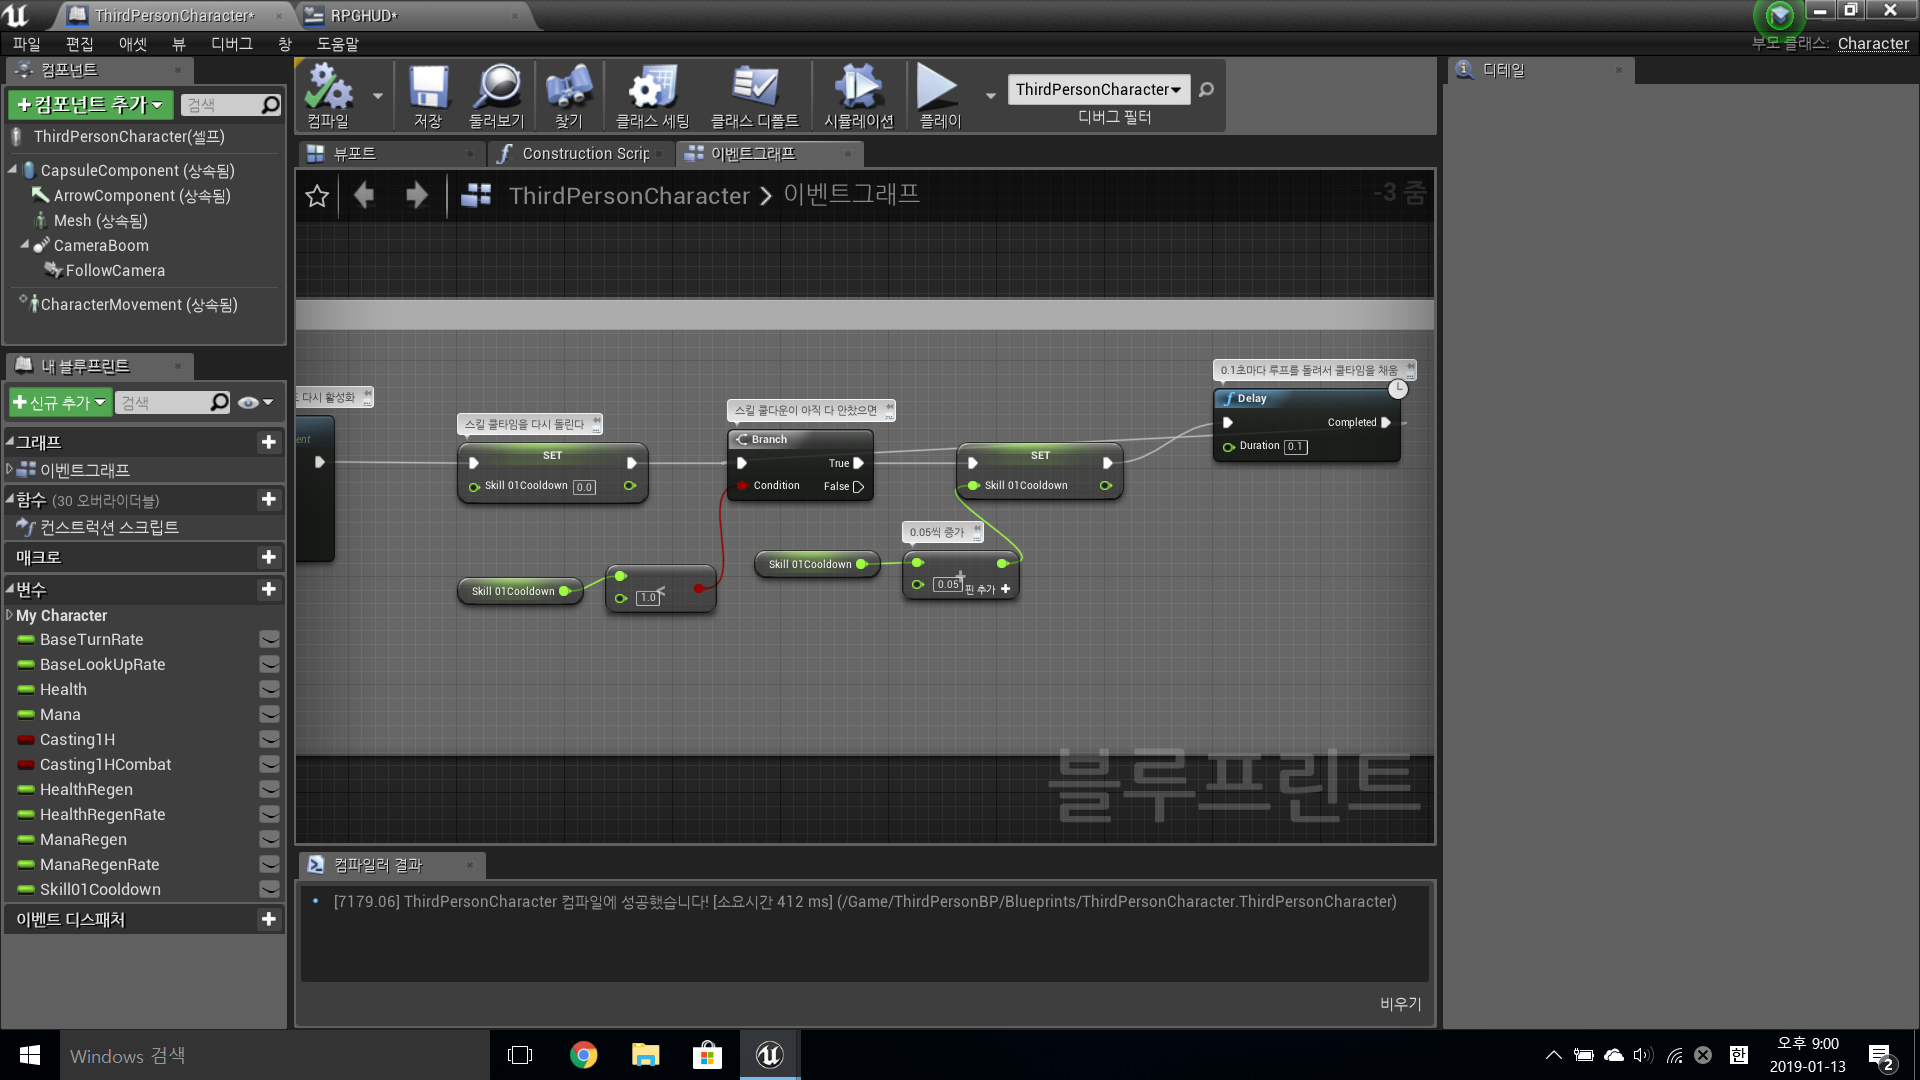 ThirdPersonCharacter*
RPGHUD*
파일 편집 애셋 뷰 디버그 창 도움말
부모 클래스: Character
컴포넌트
+컴포넌트 추가
검색
ThirdPersonCharacter(셀프)
CapsuleComponent (상속됨)
ArrowComponent (상속됨)
Mesh (상속됨)
CameraBoom
FollowCamera
CharacterMovement (상속됨)
내 블루프린트
+신규 추가
검색
그래프
이벤트그래프
함수 (30 오버라이더블)
컨스트럭션 스크립트
매크로
변수
My Character
BaseTurnRate
BaseLookUpRate
Health
Mana
Casting1H
Casting1HCombat
HealthRegen
HealthRegenRate
ManaRegen
ManaRegenRate
Skill01Cooldown
이벤트 디스패처
컴파일
저장
둘러보기
찾기
클래스 세팅
클래스 디폴트
시뮬레이션
플레이
ThirdPersonCharacter
디버그 필터
뷰포트
Construction Scrip
이벤트그래프
ThirdPersonCharacter > 이벤트그래프
-3 줌
다시 활성화
ent
스킬 쿨타임을 다시 돌린다
SET
Skill 01Cooldown 0.0
스킬 쿨다운이 아직 다 안찼으면
Branch
True
Condition False
SET
Skill 01Cooldown
0.1초마다 루프를 돌려서 쿨타임을 채움
Delay
Completed
Duration 0.1
0.05씩 증가
Skill 01Cooldown
+
0.05
핀 추가 +
Skill 01Cooldown
<
1.0
블루프린트
컴파일러 결과
[7179.06] ThirdPersonCharacter 컴파일에 성공했습니다! [소요시간 412 ms] (/Game/ThirdPersonBP/Blueprints/ThirdPersonCharacter.ThirdPersonCharacter)
비우기
디테일
Windows 검색
한
오후 9:00
2019-01-13
2